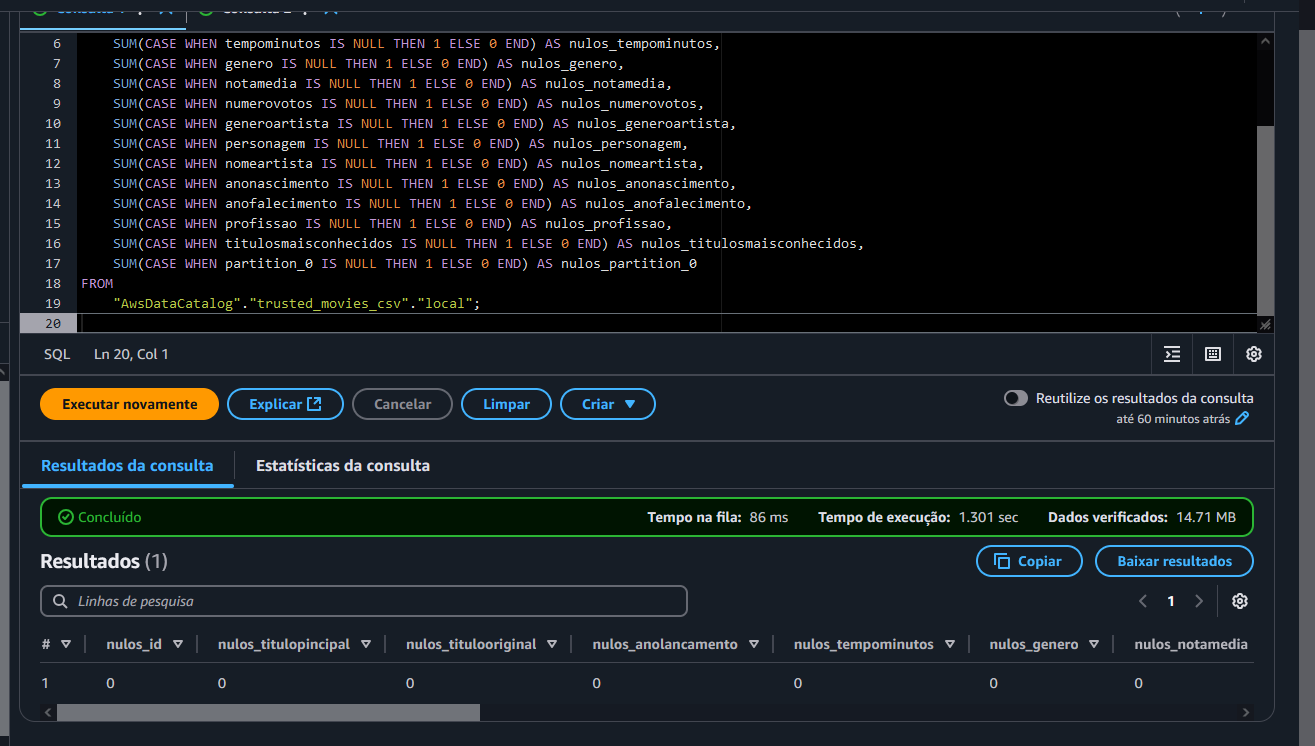 6 SUM(CASE WHEN tempominutos IS NULL THEN 1 ELSE 0 END) AS nulos_tempominutos,
7 SUM(CASE WHEN genero IS NULL THEN 1 ELSE 0 END) AS nulos_genero,
8 SUM(CASE WHEN notamedia IS NULL THEN 1 ELSE 0 END) AS nulos_notamedia,
9 SUM(CASE WHEN numerovotos IS NULL THEN 1 ELSE 0 END) AS nulos_numerovotos,
10 SUM(CASE WHEN generoartista IS NULL THEN 1 ELSE 0 END) AS nulos_generoartista,
11 SUM(CASE WHEN personagem IS NULL THEN 1 ELSE 0 END) AS nulos_personagem,
12 SUM(CASE WHEN nomeartista IS NULL THEN 1 ELSE 0 END) AS nulos_nomeartista,
13 SUM(CASE WHEN anonascimento IS NULL THEN 1 ELSE 0 END) AS nulos_anonascimento,
14 SUM(CASE WHEN anofalecimento IS NULL THEN 1 ELSE 0 END) AS nulos_anofalecimento,
15 SUM(CASE WHEN profissao IS NULL THEN 1 ELSE 0 END) AS nulos_profissao,
16 SUM(CASE WHEN titulosmaisconhecidos IS NULL THEN 1 ELSE 0 END) AS nulos_titulosmaisconhecidos,
17 SUM(CASE WHEN partition_0 IS NULL THEN 1 ELSE 0 END) AS nulos_partition_0
18 FROM
19 "AwsDataCatalog"."trusted_movies_csv"."local";
20
SQL Ln 20, Col 1
Executar novamente Explicar Cancelar Limpar Criar Reutilize os resultados da consulta
até 60 minutos atrás
Resultados da consulta Estatísticas da consulta
Concluído Tempo na fila: 86 ms Tempo de execução: 1.301 sec Dados verificados: 14.71 MB
Resultados (1) Copiar Baixar resultados
Linhas de pesquisa 1
# nulos_id nulos_titulopincipal nulos_titulooriginal nulos_anolancamento nulos_tempominutos nulos_genero nulos_notamedia
1 0 0 0 0 0 0 0